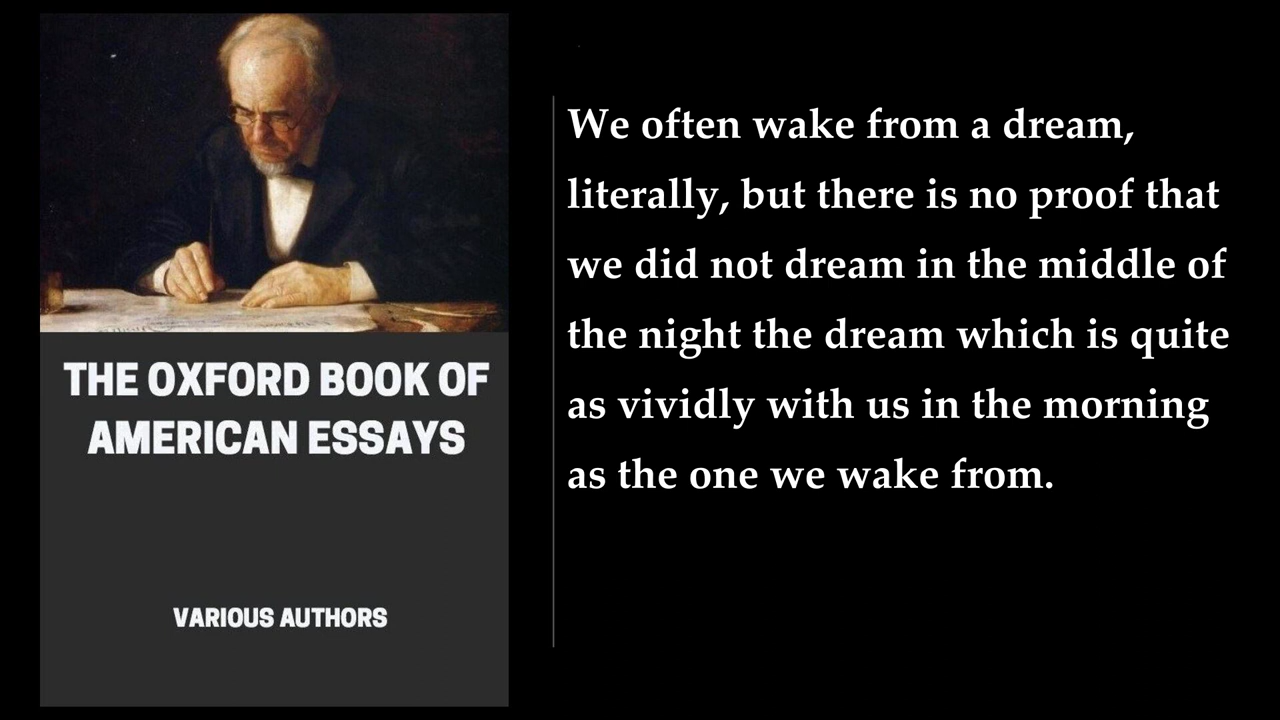 THE OXFORD BOOK OF
AMERICAN ESSAYS
VARIOUS AUTHORS
We often wake from a dream,
literally, but there is no proof that
we did not dream in the middle of
the night the dream which is quite
as vividly with us in the morning
as the one we wake from.